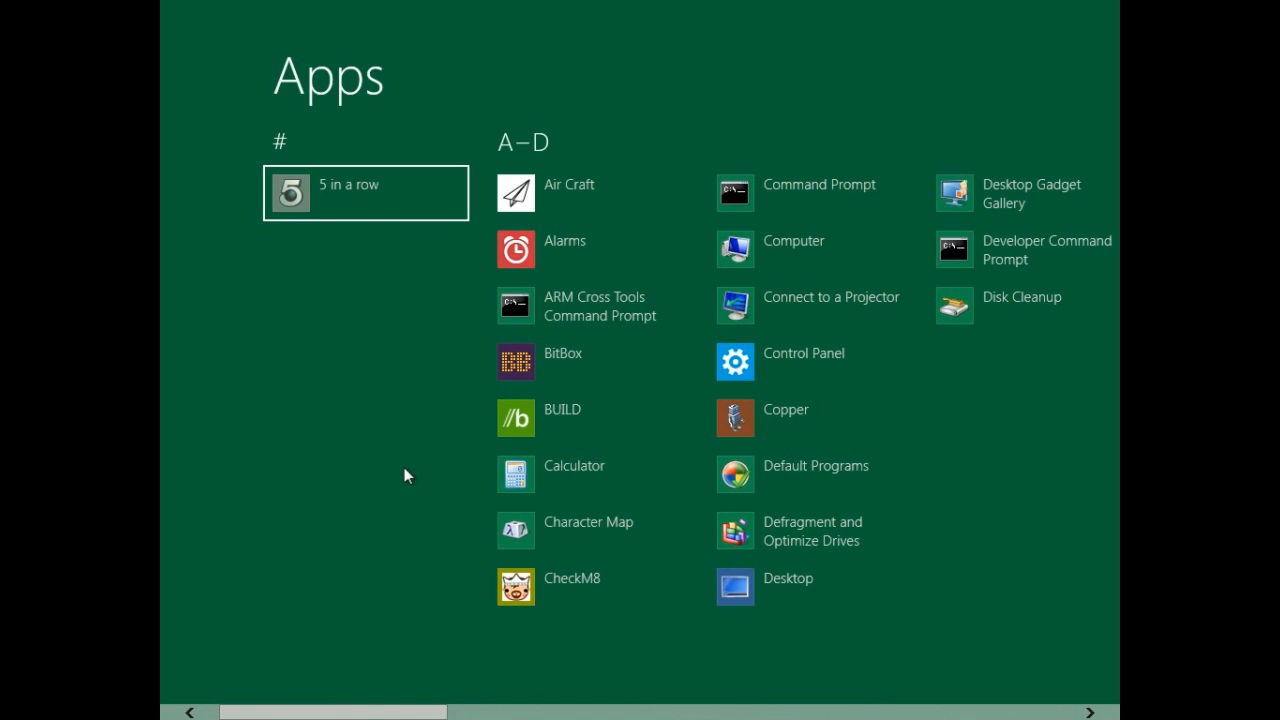 Apps
#
5 in a row
A–D
Air Craft
Alarms
ARM Cross Tools
Command Prompt
BitBox
BUILD
Calculator
Character Map
CheckM8
Command Prompt
Computer
Connect to a Projector
Control Panel
Copper
Default Programs
Defragment and
Optimize Drives
Desktop
Desktop Gadget
Gallery
Developer Command
Prompt
Disk Cleanup